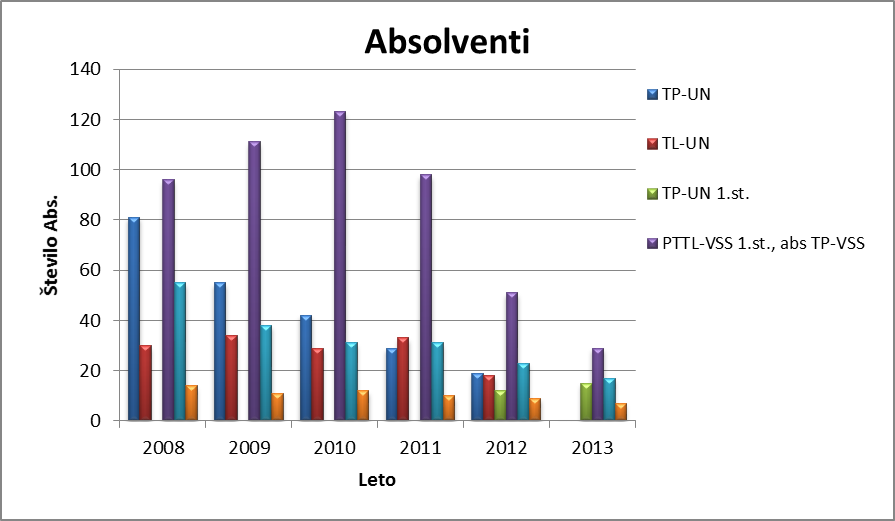 Absolventi
140
120
100
80
60
40
20
0
Število Abs.
2008 2009 2010 2011 2012 2013
Leto
TP-UN
TL-UN
TP-UN 1.st.
PTTL-VSS 1.st., abs TP-VSS